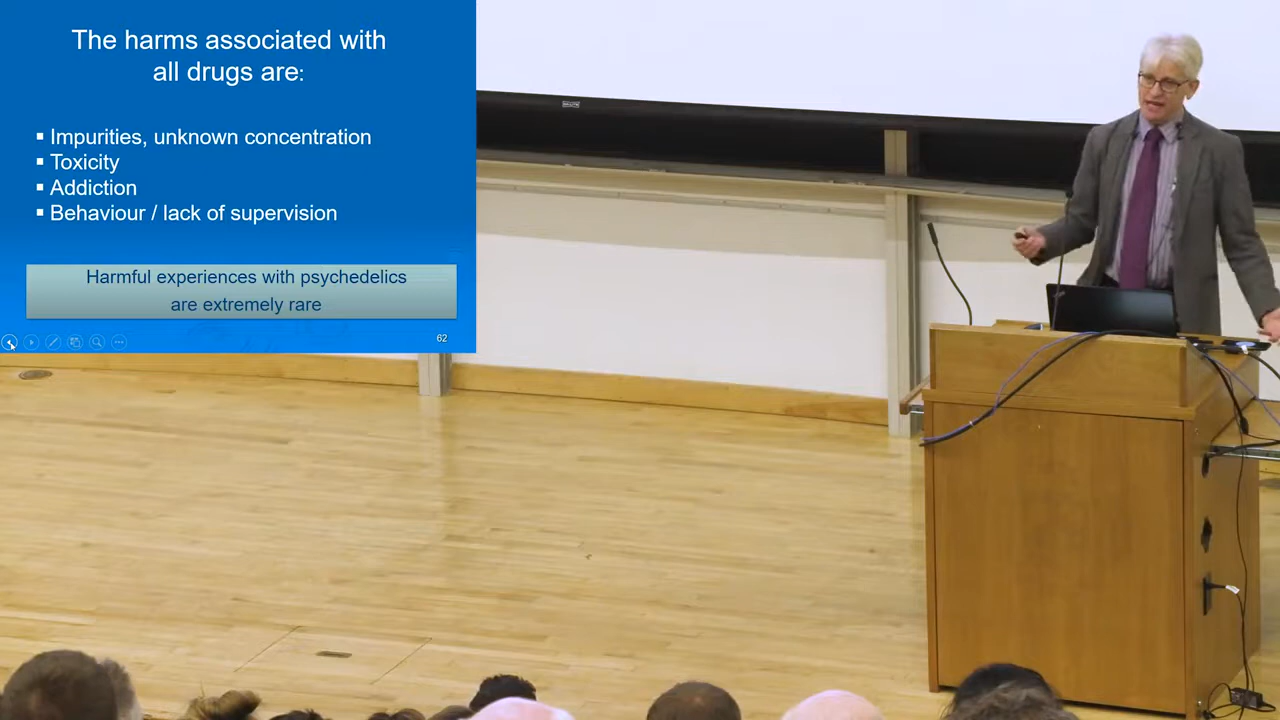 The harms associated with
all drugs are:
▪ Impurities, unknown concentration
▪ Toxicity
▪ Addiction
▪ Behaviour / lack of supervision
Harmful experiences with psychedelics
are extremely rare
62